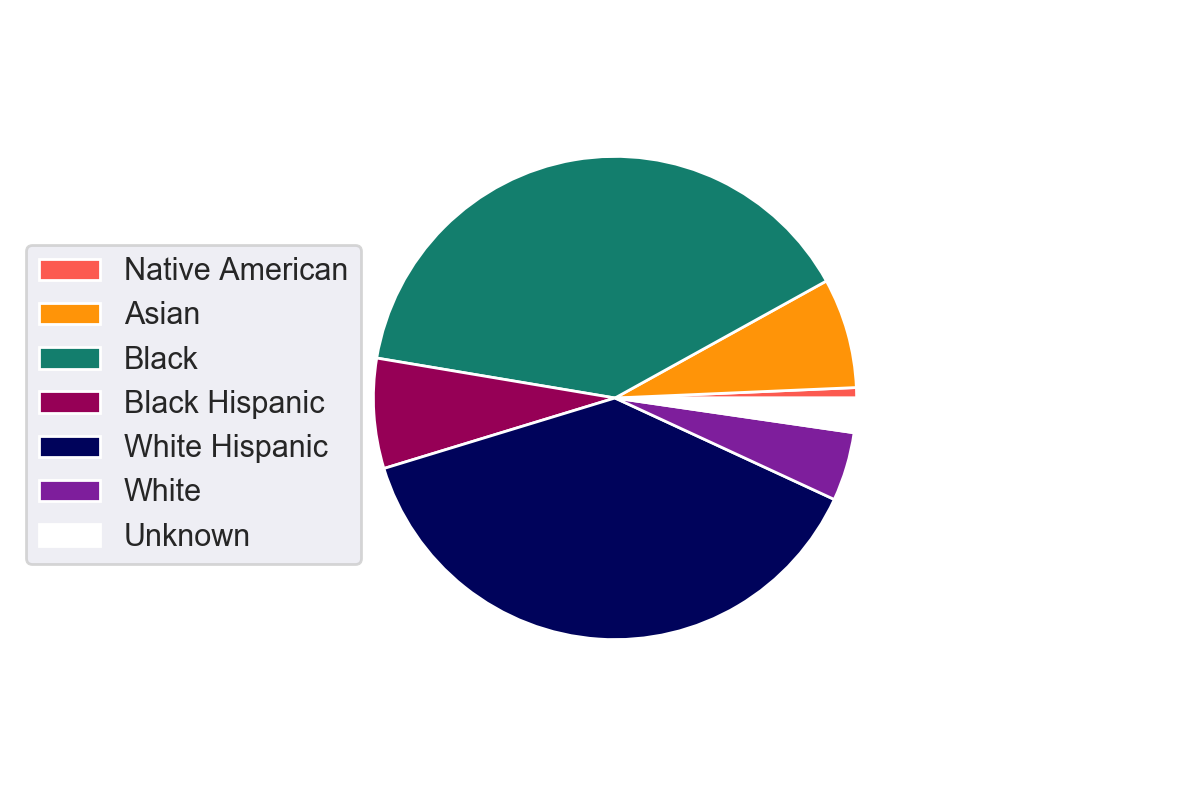 Native American
Asian
Black
Black Hispanic
White Hispanic
White
Unknown